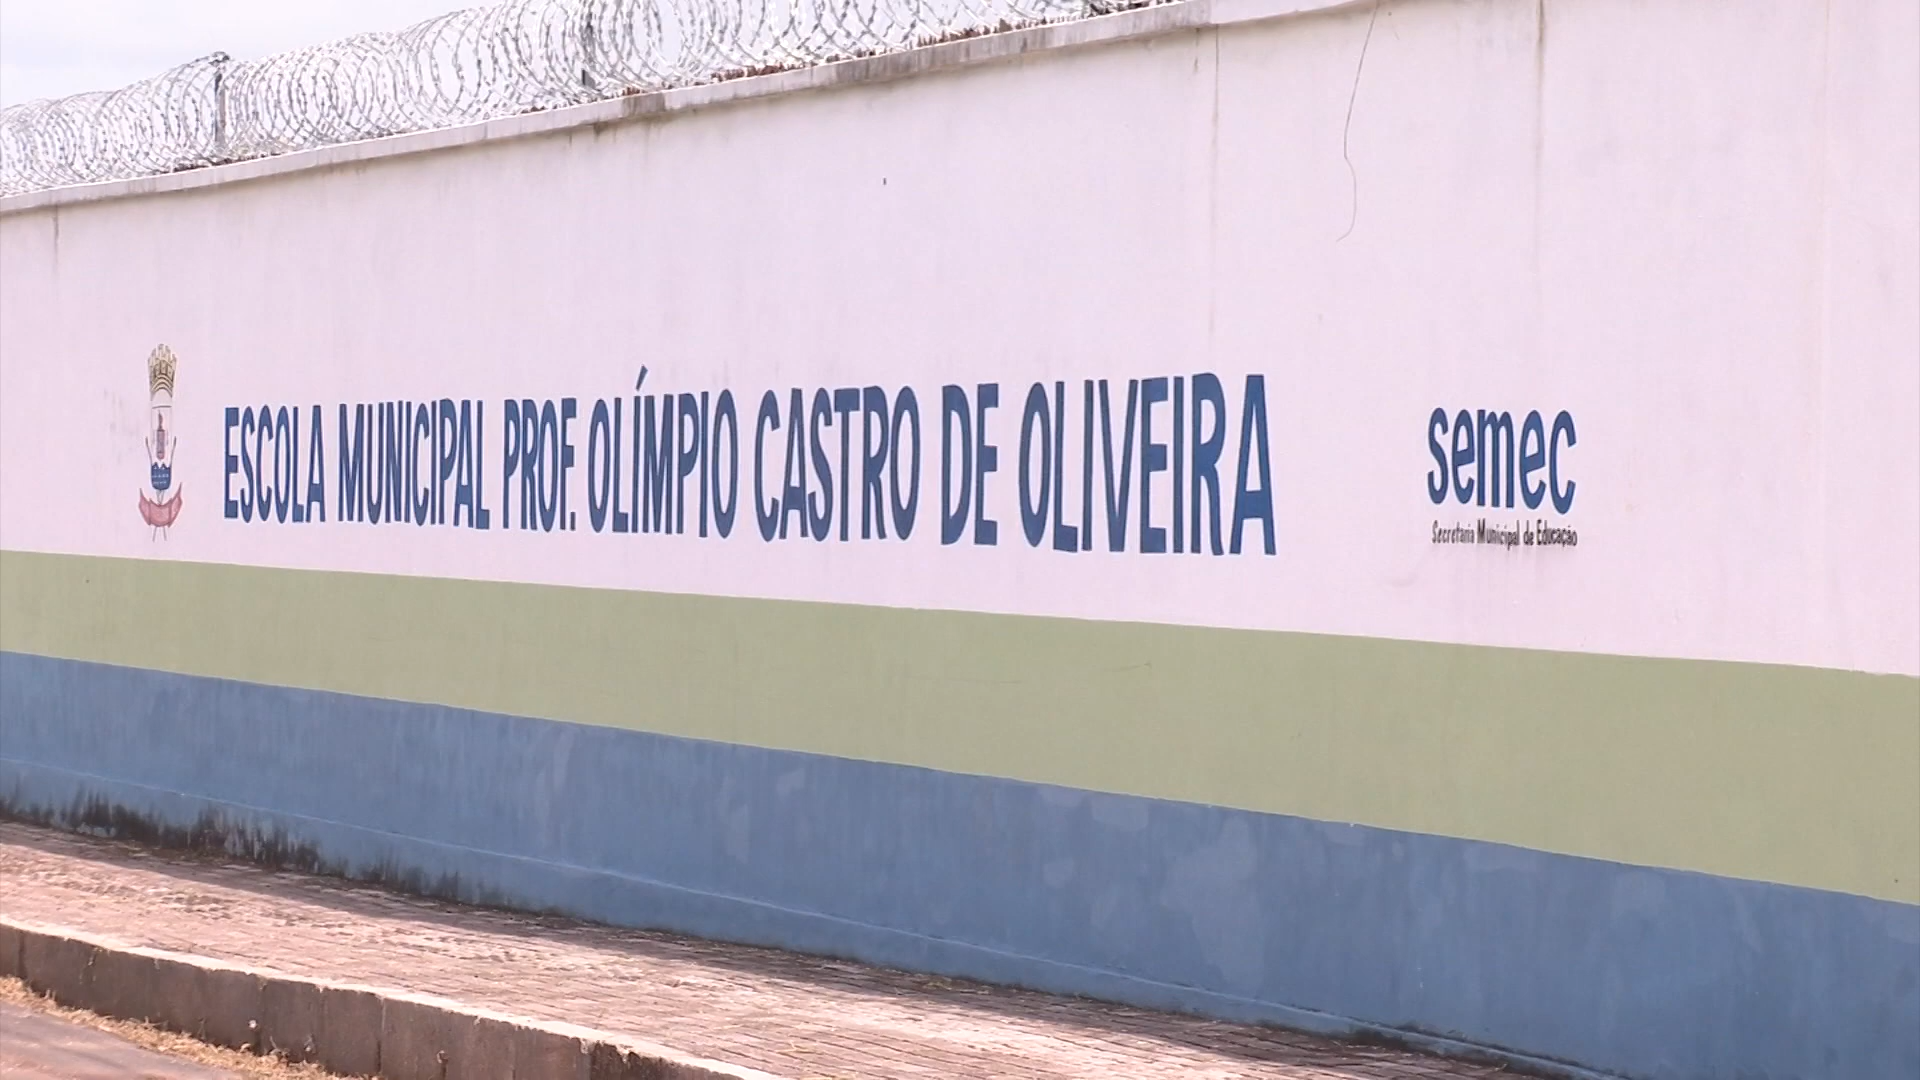 ESCOLA MUNICIPAL PROF. OLÍMPIO CASTRO DE OLIVEIRA
semec
Secretaria Municipal de Educação